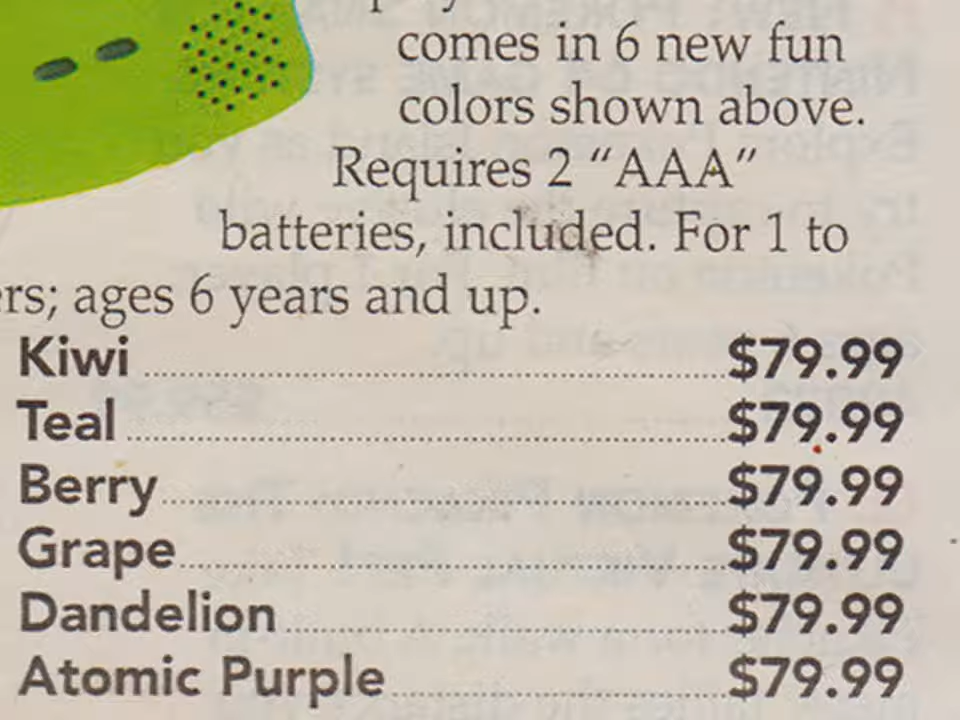 comes in 6 new fun
colors shown above.
Requires 2 “AAA”
batteries, included. For 1 to
ers; ages 6 years and up.
Kiwi $79.99
Teal $79.99
Berry $79.99
Grape $79.99
Dandelion $79.99
Atomic Purple $79.99